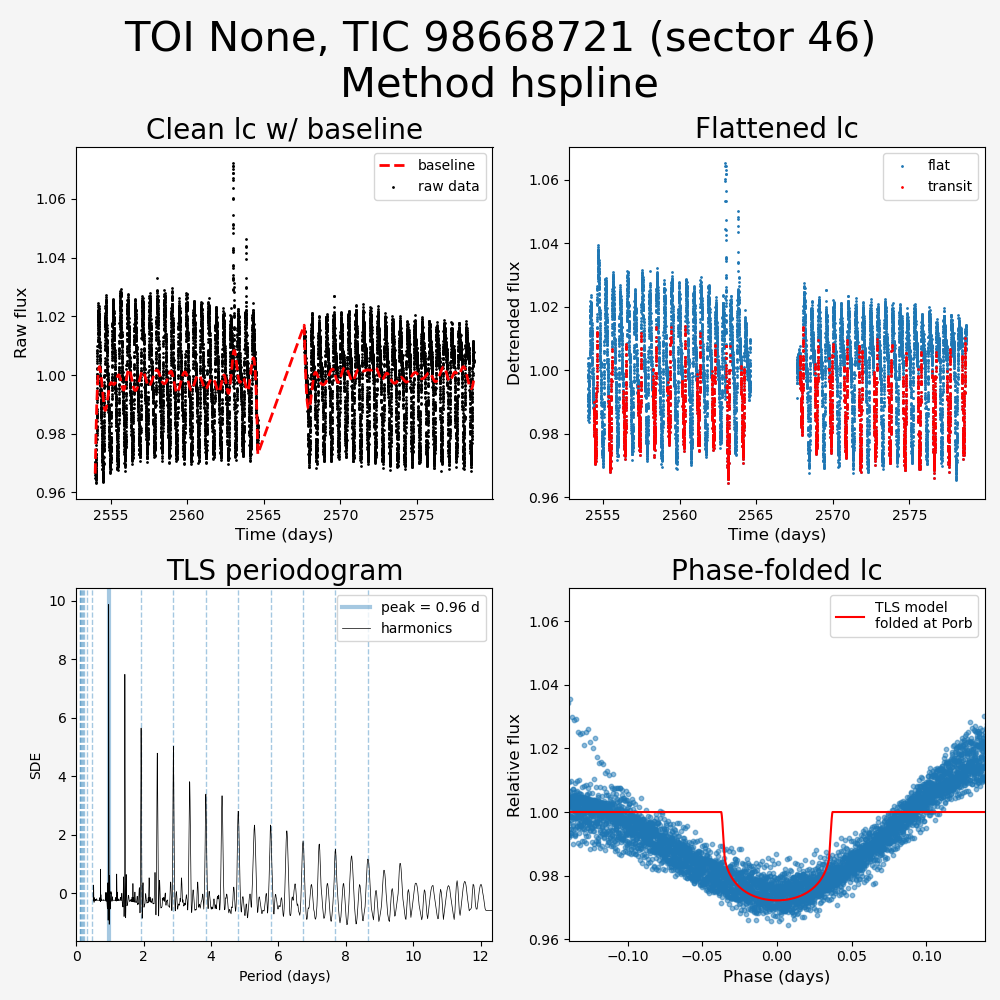 TOI None, TIC 98668721 (sector 46)
Method hspline
Clean lc w/ baseline
baseline
raw data
1.06
1.04
1.02
1.00
0.98
0.96
Raw flux
2555
2560
2565
2570
2575
Time (days)
Flattened lc
flat
transit
1.06
1.04
1.02
1.00
0.98
0.96
Detrended flux
2555
2560
2565
2570
2575
Time (days)
TLS periodogram
peak = 0.96 d
harmonics
10
8
6
4
2
0
SDE
0
2
4
6
8
10
12
Period (days)
Phase-folded lc
TLS model
folded at Porb
1.06
1.04
1.02
1.00
0.98
0.96
Relative flux
−0.10
−0.05
0.00
0.05
0.10
Phase (days)